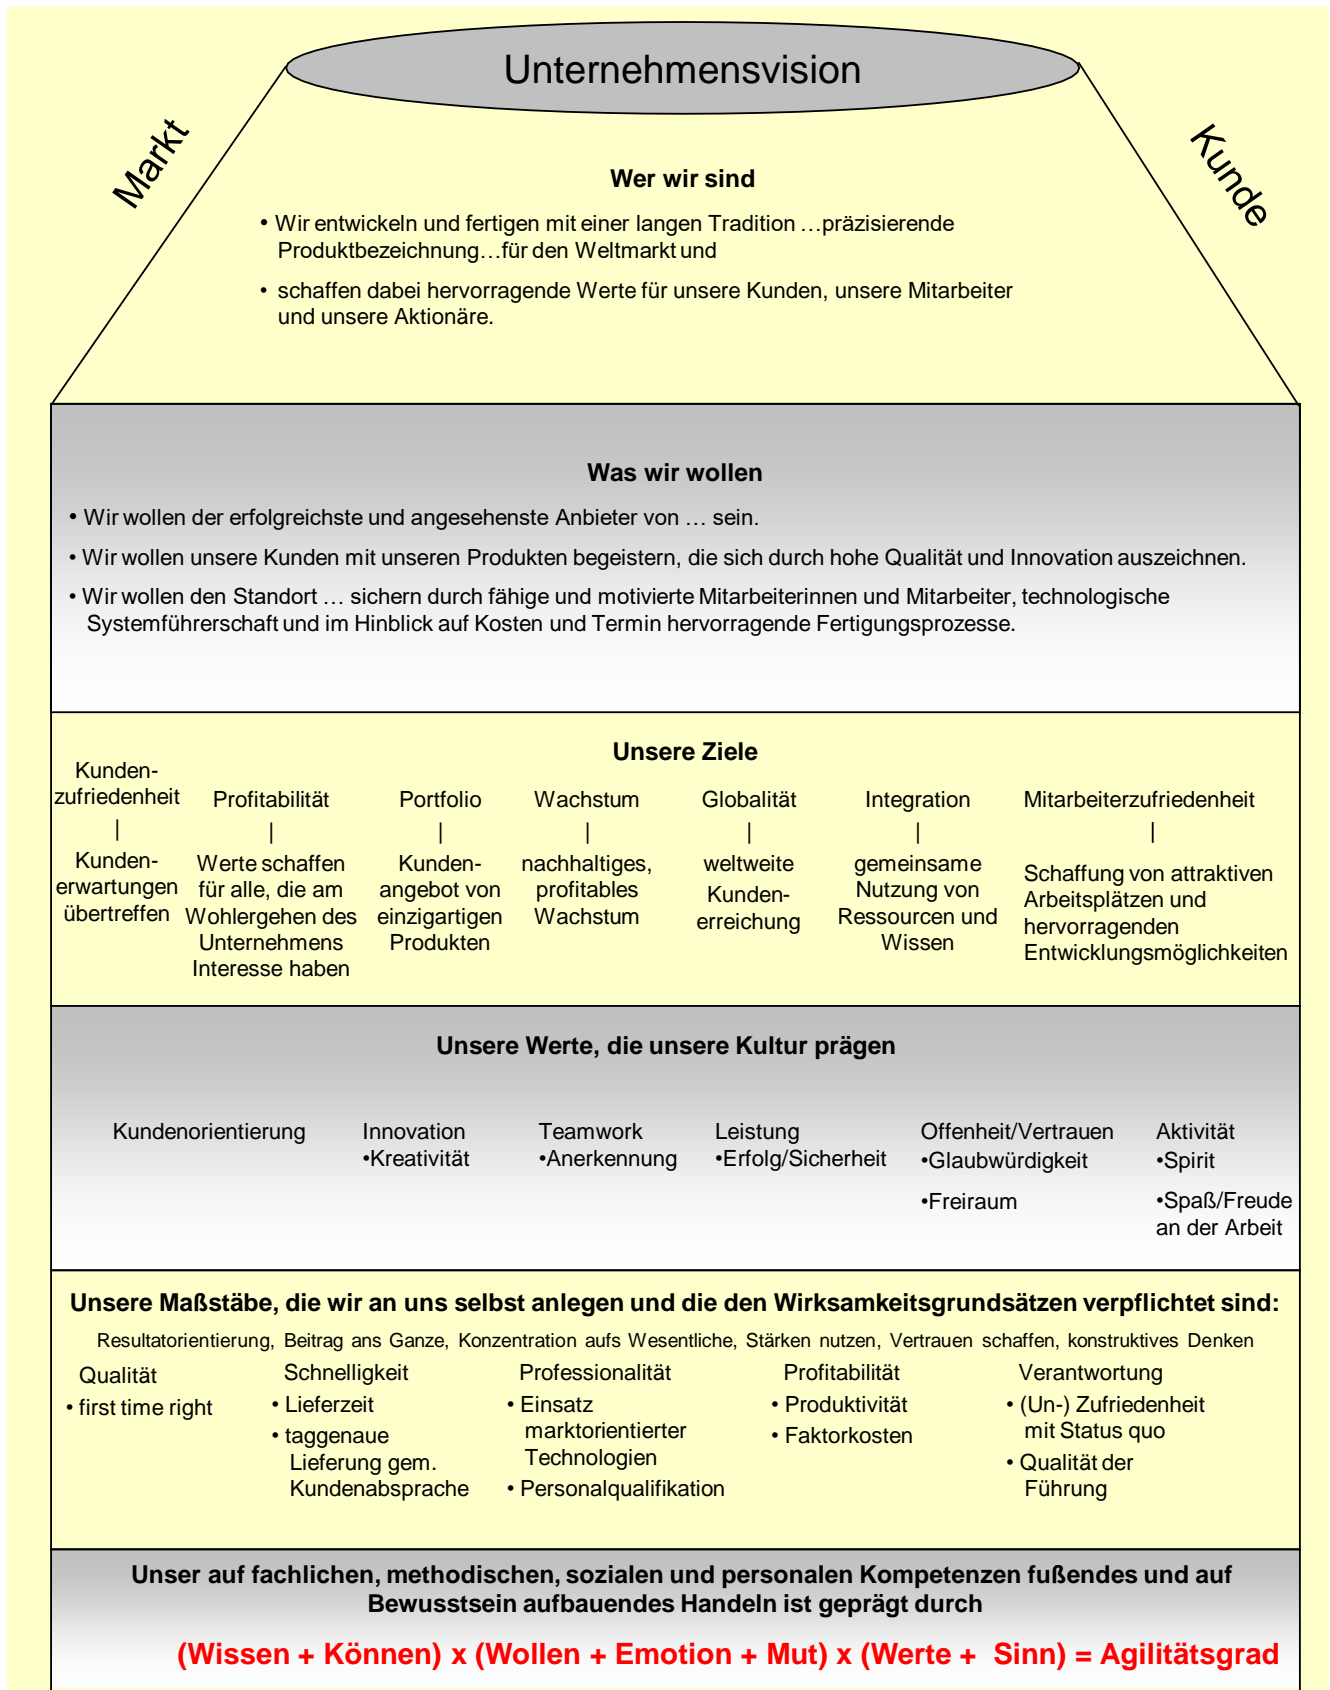 Unternehmensvision
Markt
Kunde
Wer wir sind
• Wir entwickeln und fertigen mit einer langen Tradition …präzisierende
Produktbezeichnung…für den Weltmarkt und
• schaffen dabei hervorragende Werte für unsere Kunden, unsere Mitarbeiter
und unsere Aktionäre.
Was wir wollen
• Wir wollen der erfolgreichste und angesehenste Anbieter von … sein.
• Wir wollen unsere Kunden mit unseren Produkten begeistern, die sich durch hohe Qualität und Innovation auszeichnen.
• Wir wollen den Standort … sichern durch fähige und motivierte Mitarbeiterinnen und Mitarbeiter, technologische
Systemführerschaft und im Hinblick auf Kosten und Termin hervorragende Fertigungsprozesse.
Unsere Ziele
Kunden-
zufriedenheit
|
Kunden-
erwartungen
übertreffen
Profitabilität
|
Werte schaffen
für alle, die am
Wohlergehen des
Unternehmens
Interesse haben
Portfolio
|
Kunden-
angebot von
einzigartigen
Produkten
Wachstum
|
nachhaltiges,
profitables
Wachstum
Globalität
|
weltweite
Kunden-
erreichung
Integration
|
gemeinsame
Nutzung von
Ressourcen und
Wissen
Mitarbeiterzufriedenheit
|
Schaffung von attraktiven
Arbeitsplätzen und
hervorragenden
Entwicklungsmöglichkeiten
Unsere Werte, die unsere Kultur prägen
Kundenorientierung
Innovation
•Kreativität
Teamwork
•Anerkennung
Leistung
•Erfolg/Sicherheit
Offenheit/Vertrauen
•Glaubwürdigkeit
•Freiraum
Aktivität
•Spirit
•Spaß/Freude
an der Arbeit
Unsere Maßstäbe, die wir an uns selbst anlegen und die den Wirksamkeitsgrundsätzen verpflichtet sind:
Resultatorientierung, Beitrag ans Ganze, Konzentration aufs Wesentliche, Stärken nutzen, Vertrauen schaffen, konstruktives Denken
Qualität
• first time right
Schnelligkeit
• Lieferzeit
• taggenaue
Lieferung gem.
Kundenabsprache
Professionalität
• Einsatz
marktorientierter
Technologien
• Personalqualifikation
Profitabilität
• Produktivität
• Faktorkosten
Verantwortung
• (Un-) Zufriedenheit
mit Status quo
• Qualität der
Führung
Unser auf fachlichen, methodischen, sozialen und personalen Kompetenzen fußendes und auf
Bewusstsein aufbauendes Handeln ist geprägt durch
(Wissen + Können) x (Wollen + Emotion + Mut) x (Werte + Sinn) = Agilitätsgrad